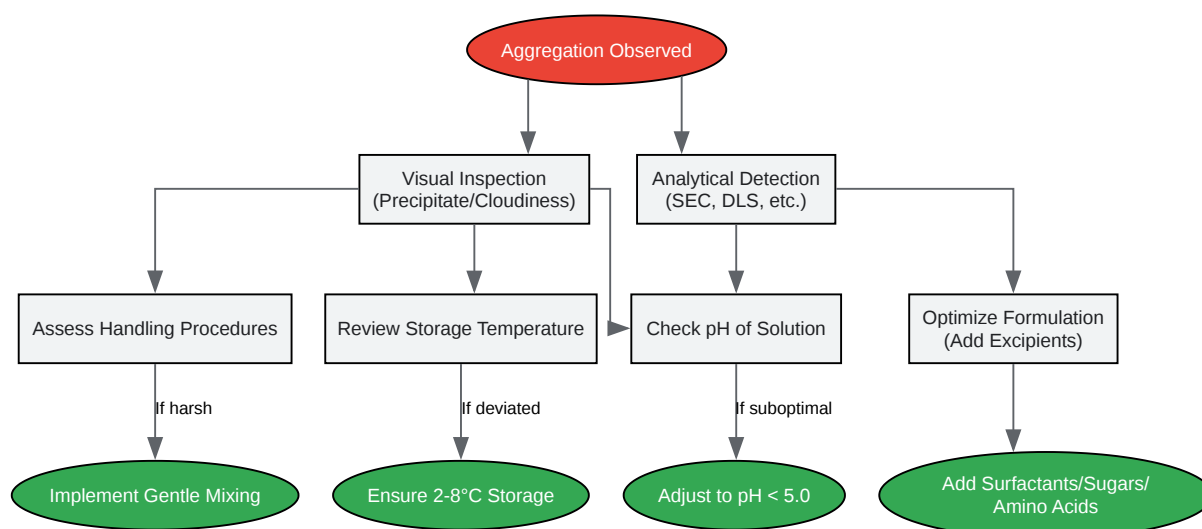 Aggregation Observed
Visual Inspection
(Precipitate/Cloudiness)
Analytical Detection
(SEC, DLS, etc.)
Assess Handling Procedures
Review Storage Temperature
Check pH of Solution
Optimize Formulation
(Add Excipients)
If harsh
If deviated
If suboptimal
Implement Gentle Mixing
Ensure 2-8°C Storage
Adjust to pH < 5.0
Add Surfactants/Sugars/
Amino Acids